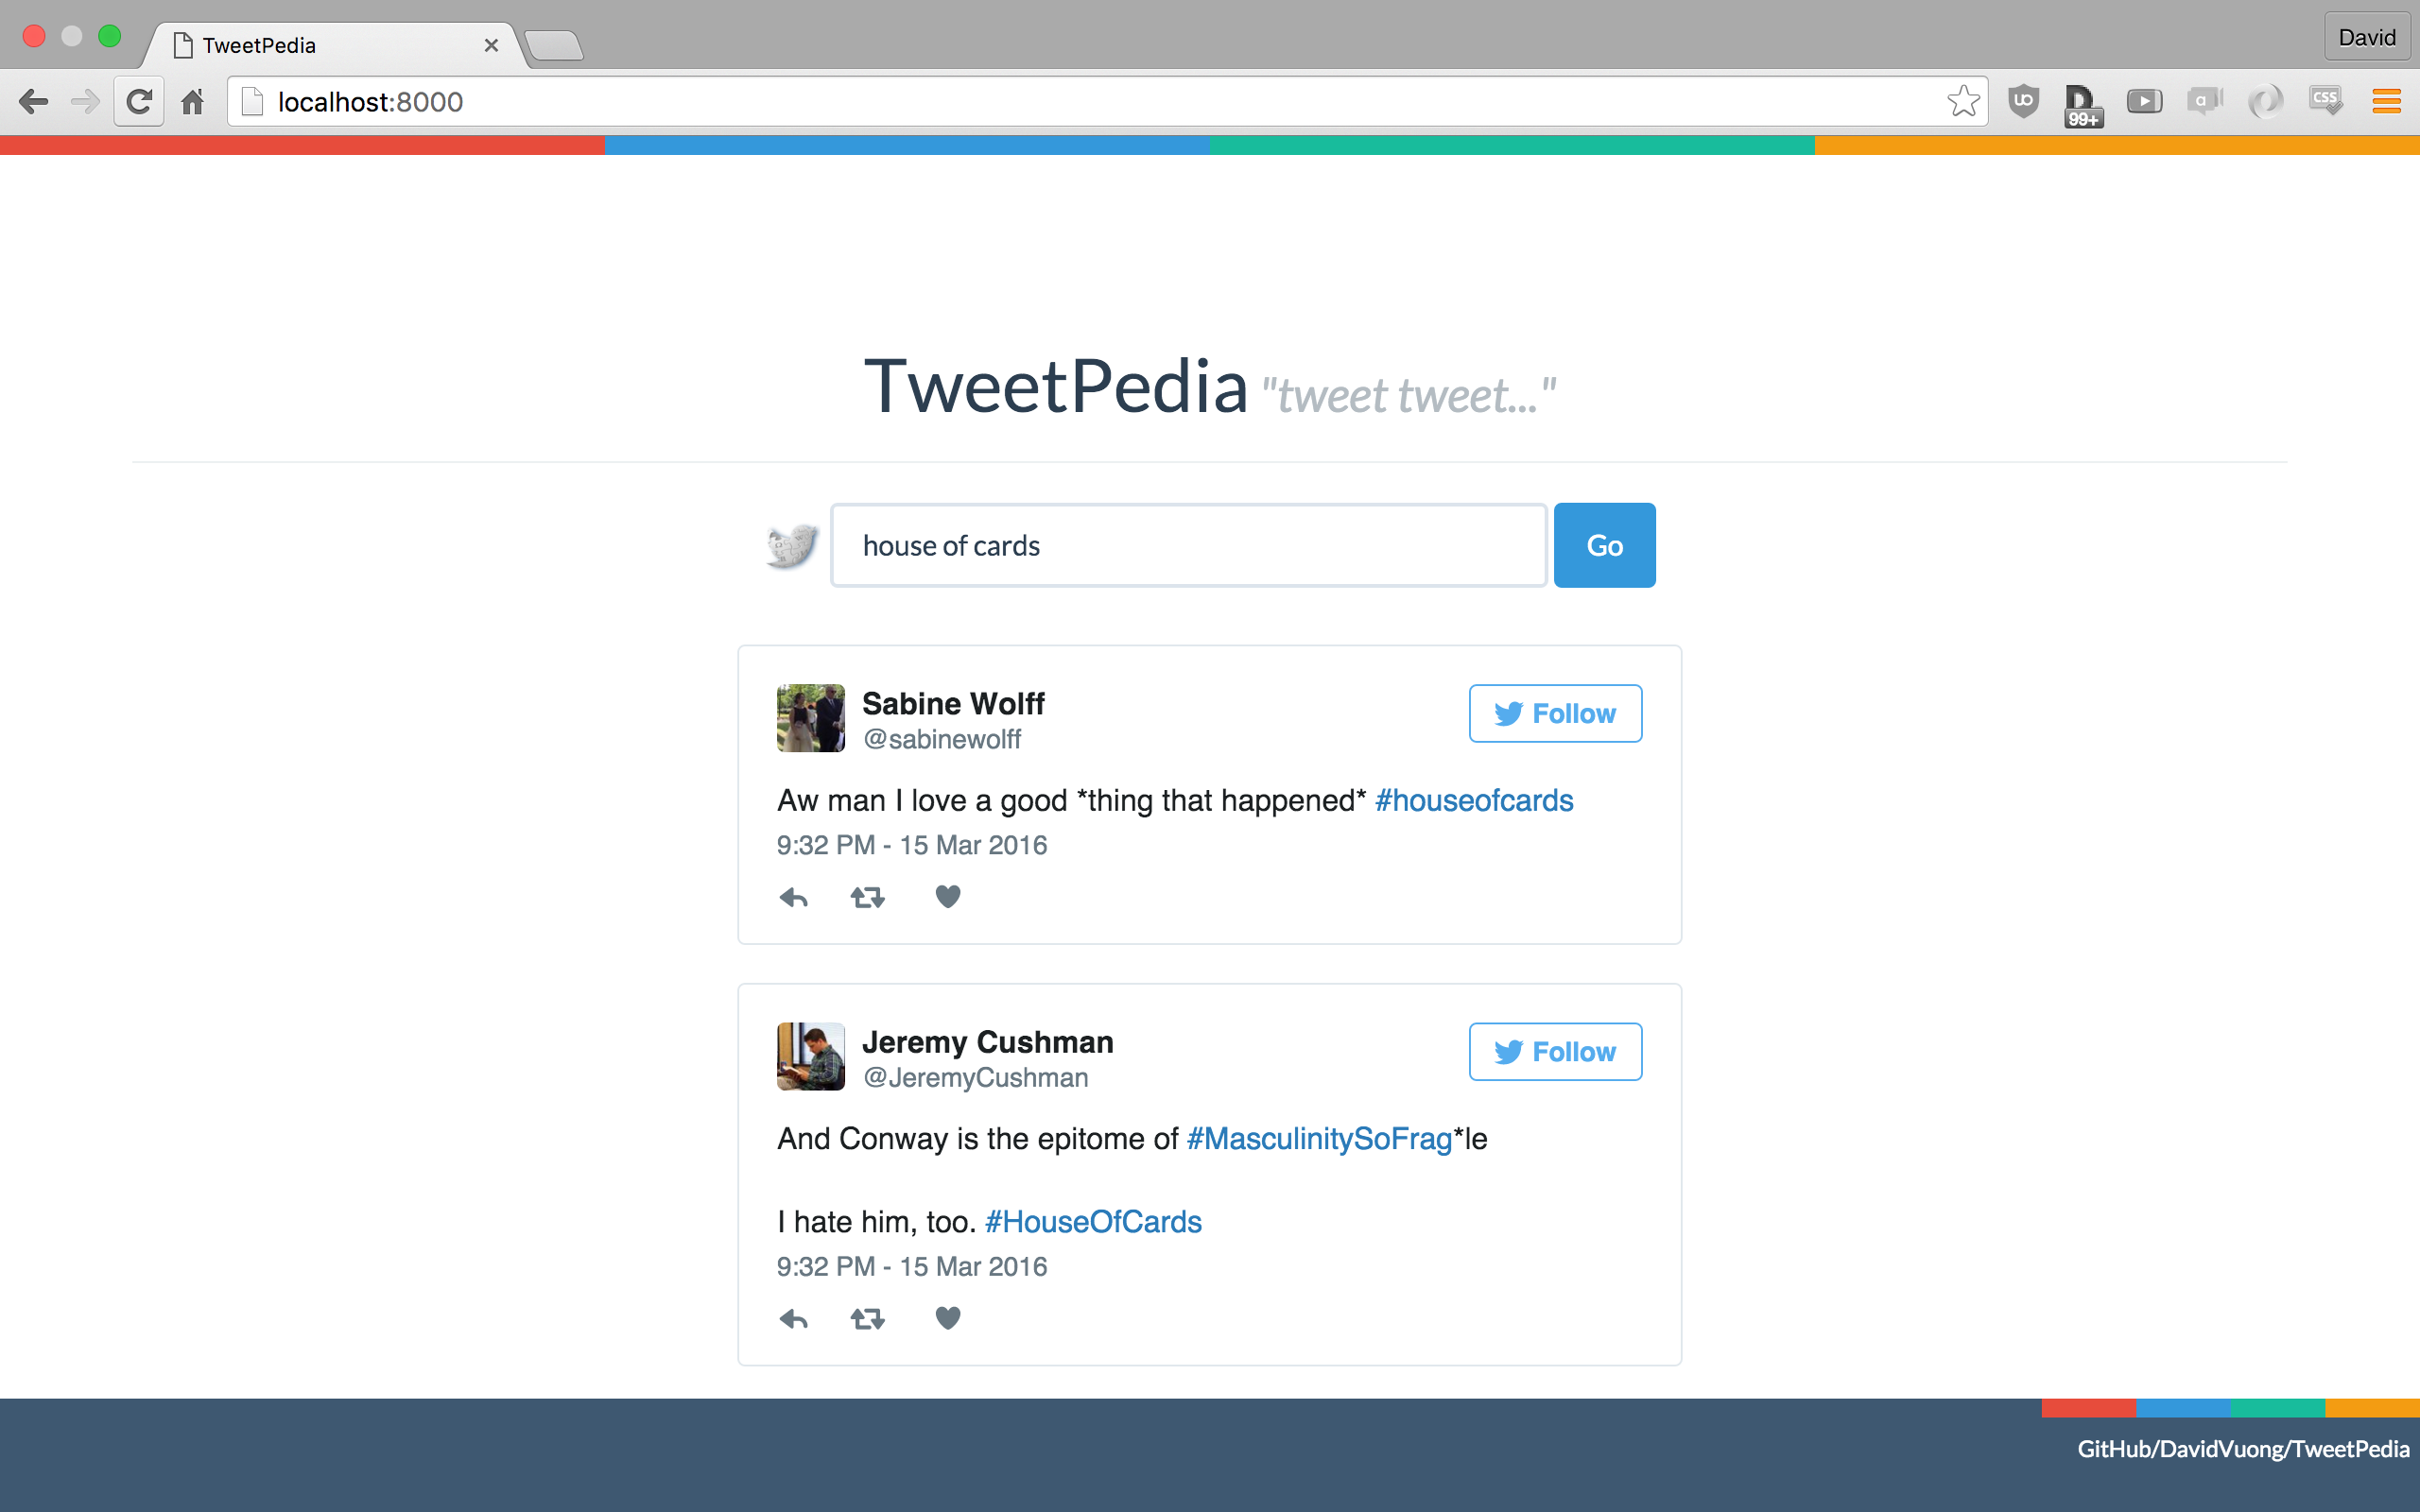 TweetPedia
David
localhost:8000
UO
D
99+
a
CSS
TweetPedia "tweet tweet..."
house of cards
Go
Sabine Wolff
Follow
@sabinewolff
Aw man I love a good *thing that happened* #houseofcards
9:32 PM - 15 Mar 2016
Jeremy Cushman
Follow
@JeremyCushman
And Conway is the epitome of #MasculinitySoFrag*le
I hate him, too. #HouseOfCards
9:32 PM - 15 Mar 2016
GitHub/DavidVuong/TweetPedia